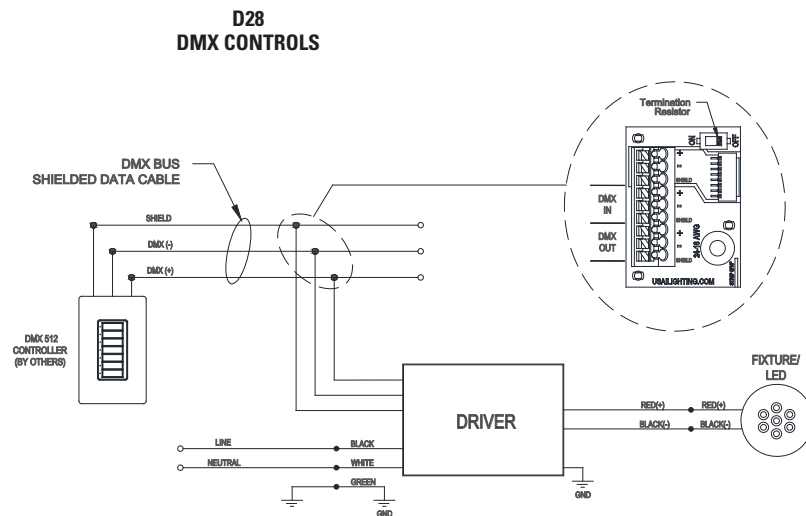 D28
DMX CONTROLS
Termination
Resistor
ON
OFF
+
–
SHIELD
+
–
SHIELD
+
–
SHIELD
DMX
IN
DMX
OUT
24-16 AWG
USAILIGHTING.COM
DMX BUS
SHIELDED DATA CABLE
SHIELD
DMX (-)
DMX (+)
DMX 512
CONTROLLER
(BY OTHERS)
DRIVER
FIXTURE/
LED
RED(+)
RED(+)
BLACK(-)
BLACK(-)
LINE
BLACK
NEUTRAL
WHITE
GREEN
GND
GND